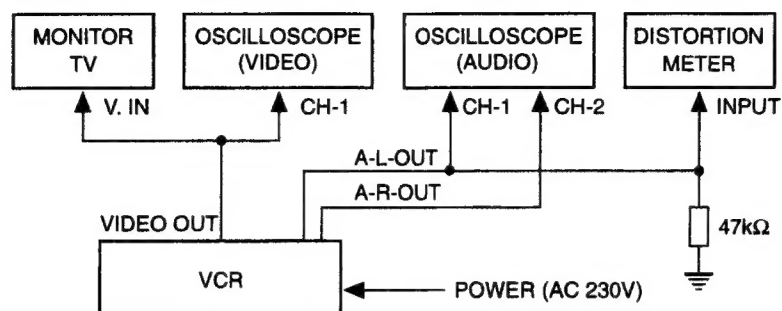 MONITOR
TV
OSCILLOSCOPE
(VIDEO)
OSCILLOSCOPE
(AUDIO)
DISTORTION
METER
V. IN
CH-1
CH-1
CH-2
INPUT
A-L-OUT
A-R-OUT
VIDEO OUT
47kΩ
VCR
POWER (AC 230V)